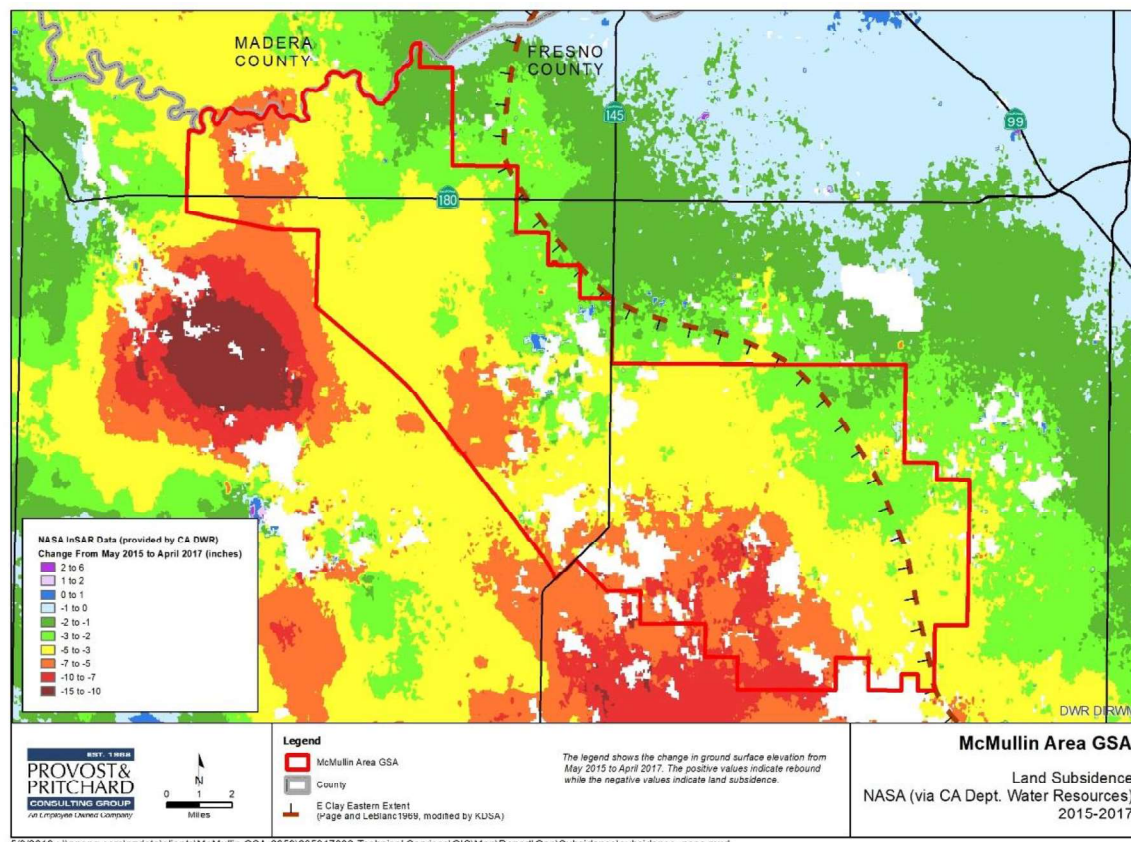 MADERA
COUNTY
FRESNO
COUNTY
145
99
180
NASA InSAR Data (provided by CA DWR)
Change From May 2015 to April 2017 (inches)
2 to 6
1 to 2
0 to 1
-1 to 0
-2 to -1
-3 to -2
-5 to -3
-7 to -5
-10 to -7
-15 to -10
DWR DIRWM
EST. 1968
PROVOST&
PRITCHARD
CONSULTING GROUP
An Employee Owned Company
N
0 1 2
Miles
Legend
McMullin Area GSA
County
E Clay Eastern Extent
(Page and LeBlanc 1969, modified by KDSA)
The legend shows the change in ground surface elevation from
May 2015 to April 2017. The positive values indicate rebound
while the negative values indicate land subsidence.
McMullin Area GSA
Land Subsidence
NASA (via CA Dept. Water Resources)
2015-2017